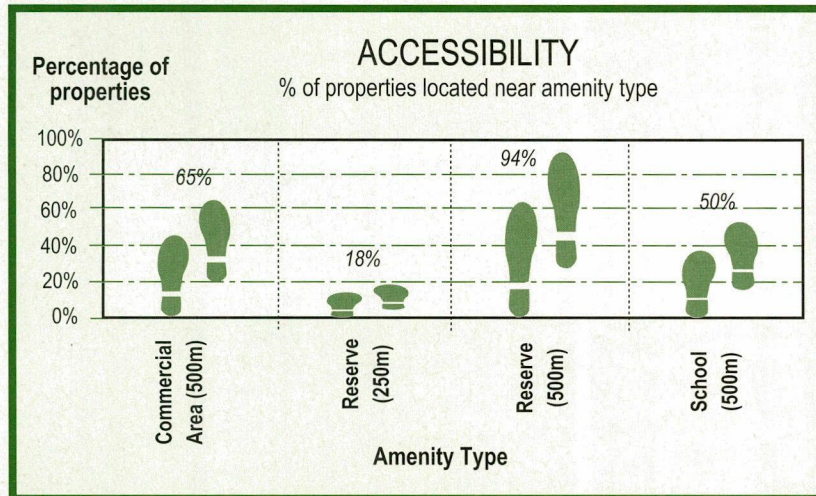 ACCESSIBILITY
% of properties located near amenity type
Percentage of
properties
100%
80%
60%
40%
20%
0%
65%
18%
94%
50%
Commercial
Area (500m)
Reserve
(250m)
Reserve
(500m)
School
(500m)
Amenity Type